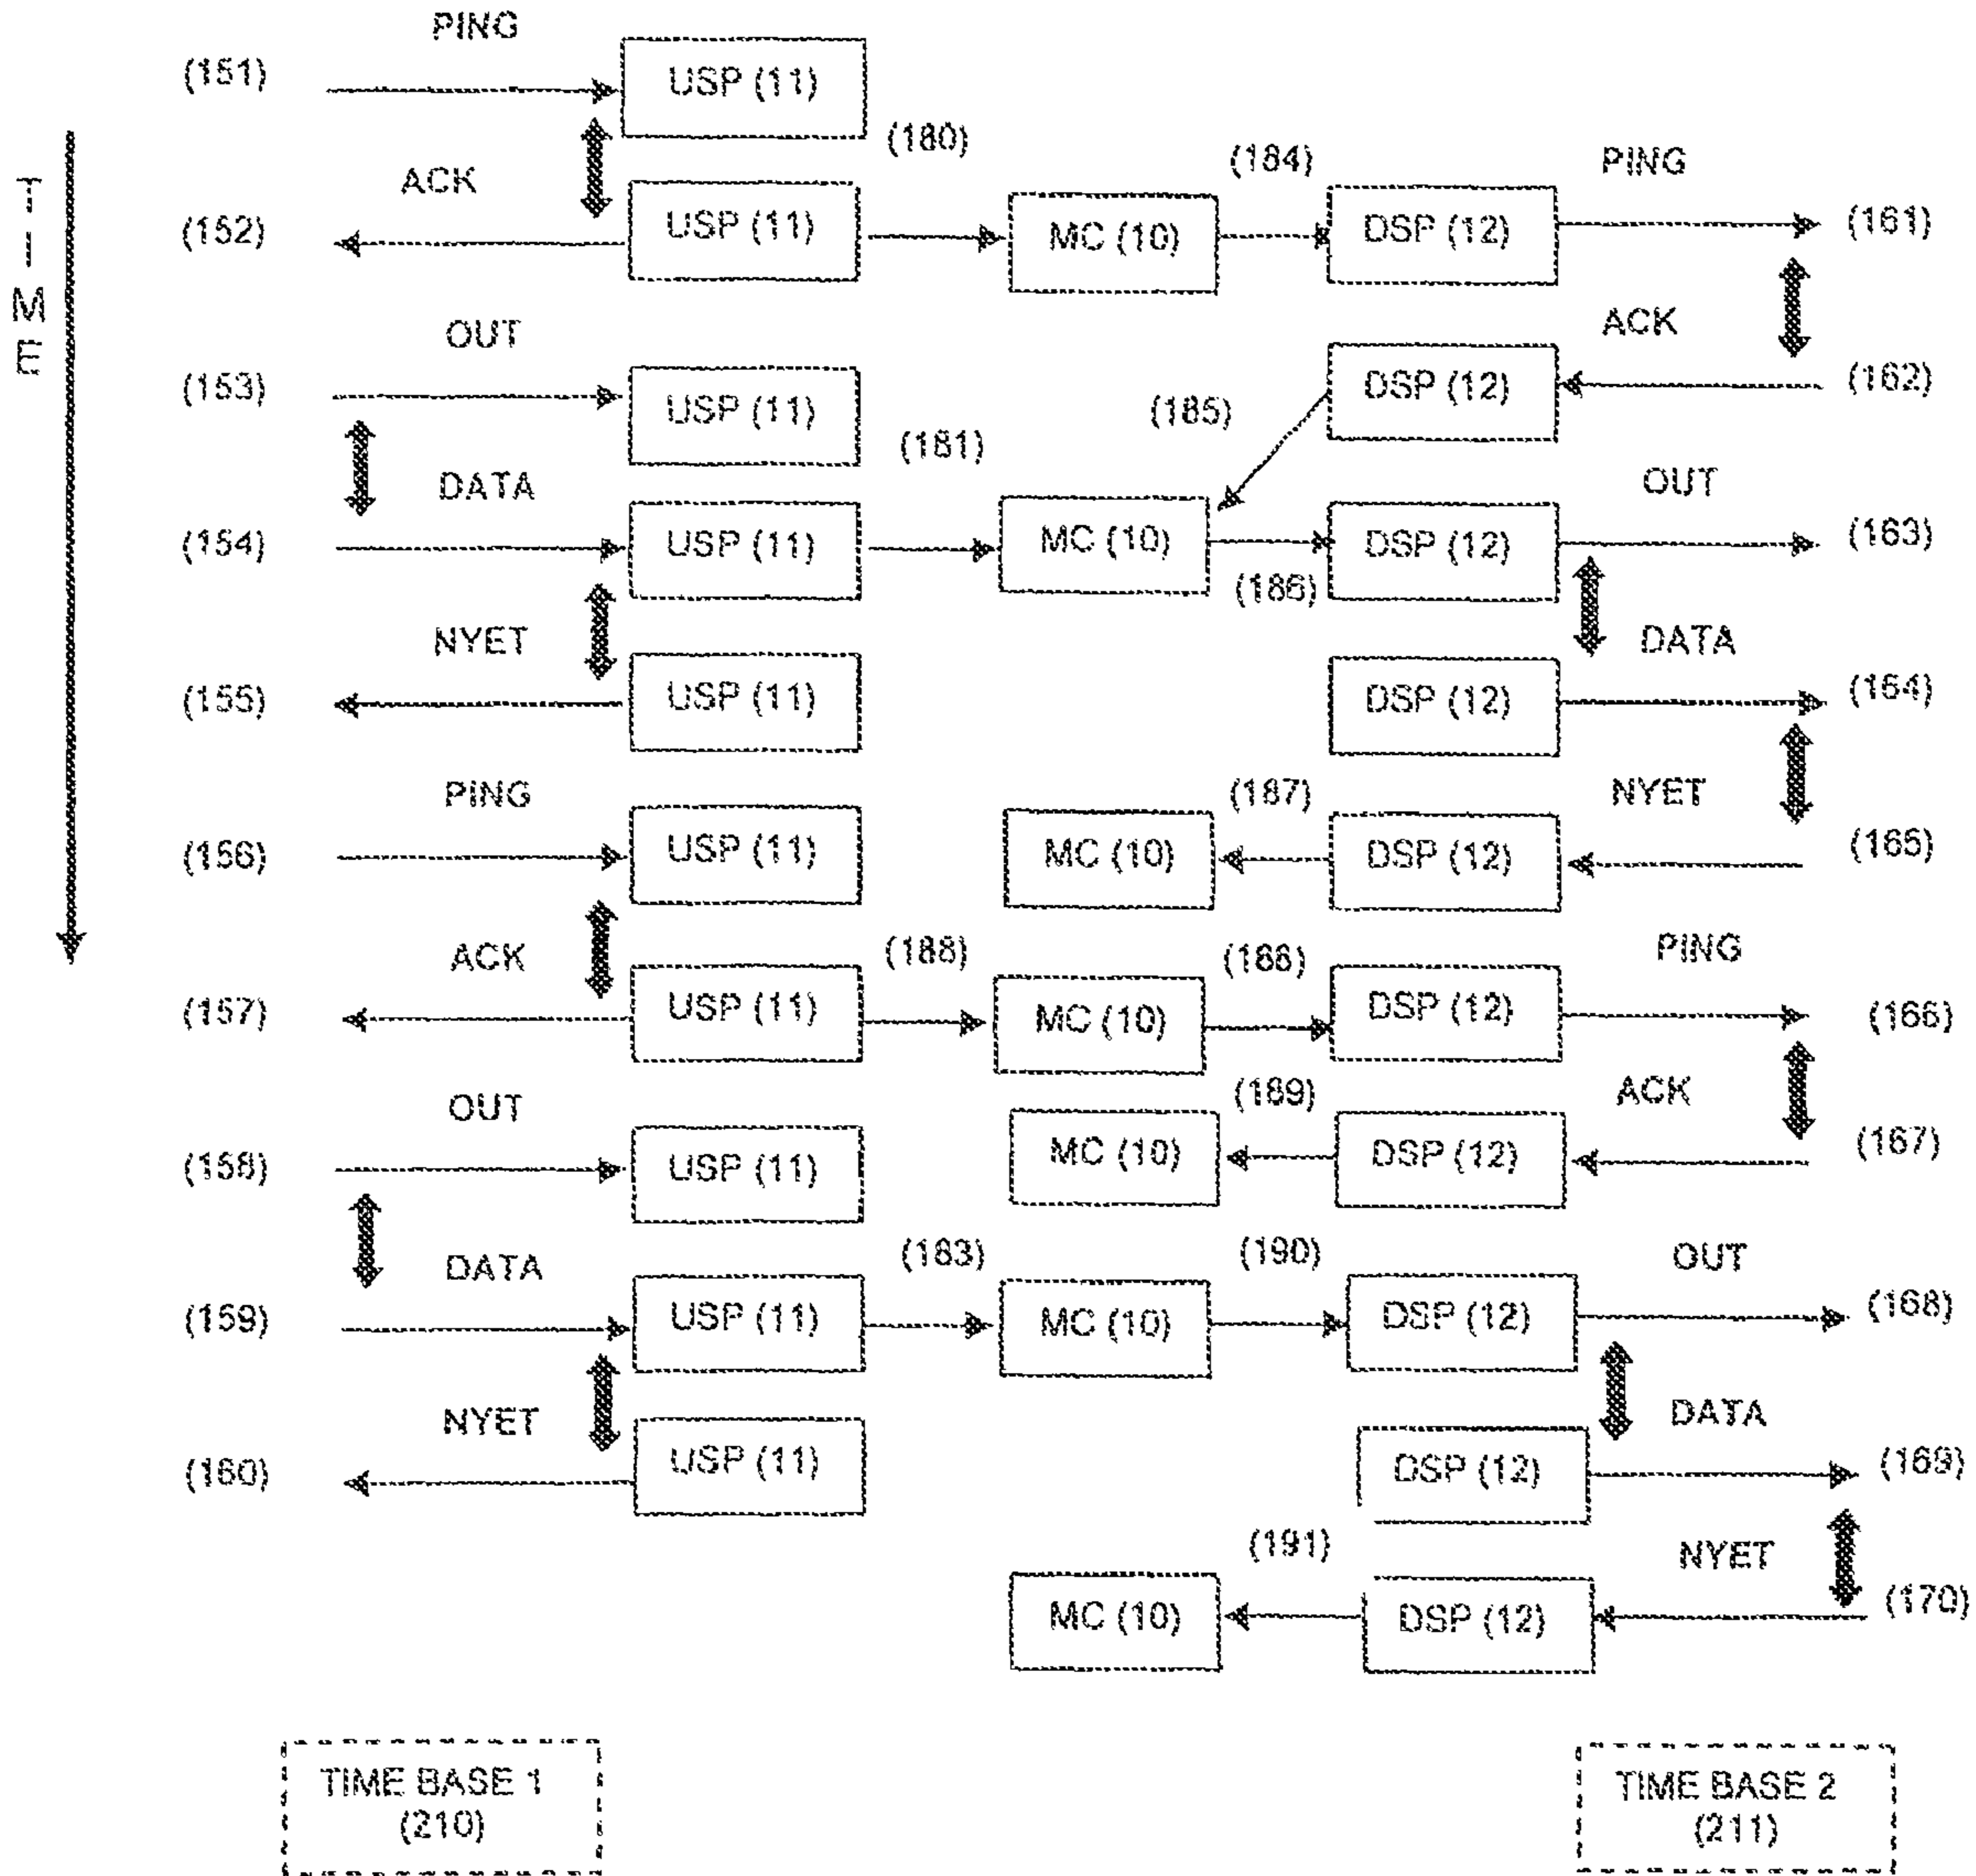 PING
(151)
USP (11)
TIME
(180)
ACK
(184)
PING
(152)
USP (11)
MC (10)
DSP (12)
(161)
OUT
ACK
(153)
USP (11)
DSP (12)
(162)
(185)
(181)
DATA
OUT
(154)
USP (11)
MC (10)
DSP (12)
(163)
(186)
NYET
DATA
(155)
USP (11)
DSP (12)
(164)
PING
(187)
NYET
(156)
USP (11)
MC (10)
DSP (12)
(165)
ACK
(188)
(188)
PING
(157)
USP (11)
MC (10)
DSP (12)
(166)
OUT
(189)
ACK
(158)
USP (11)
MC (10)
DSP (12)
(167)
DATA
(183)
(190)
OUT
(159)
USP (11)
MC (10)
DSP (12)
(168)
NYET
DATA
(160)
USP (11)
DSP (12)
(169)
(191)
NYET
MC (10)
DSP (12)
(170)
TIME BASE 1
(210)
TIME BASE 2
(211)